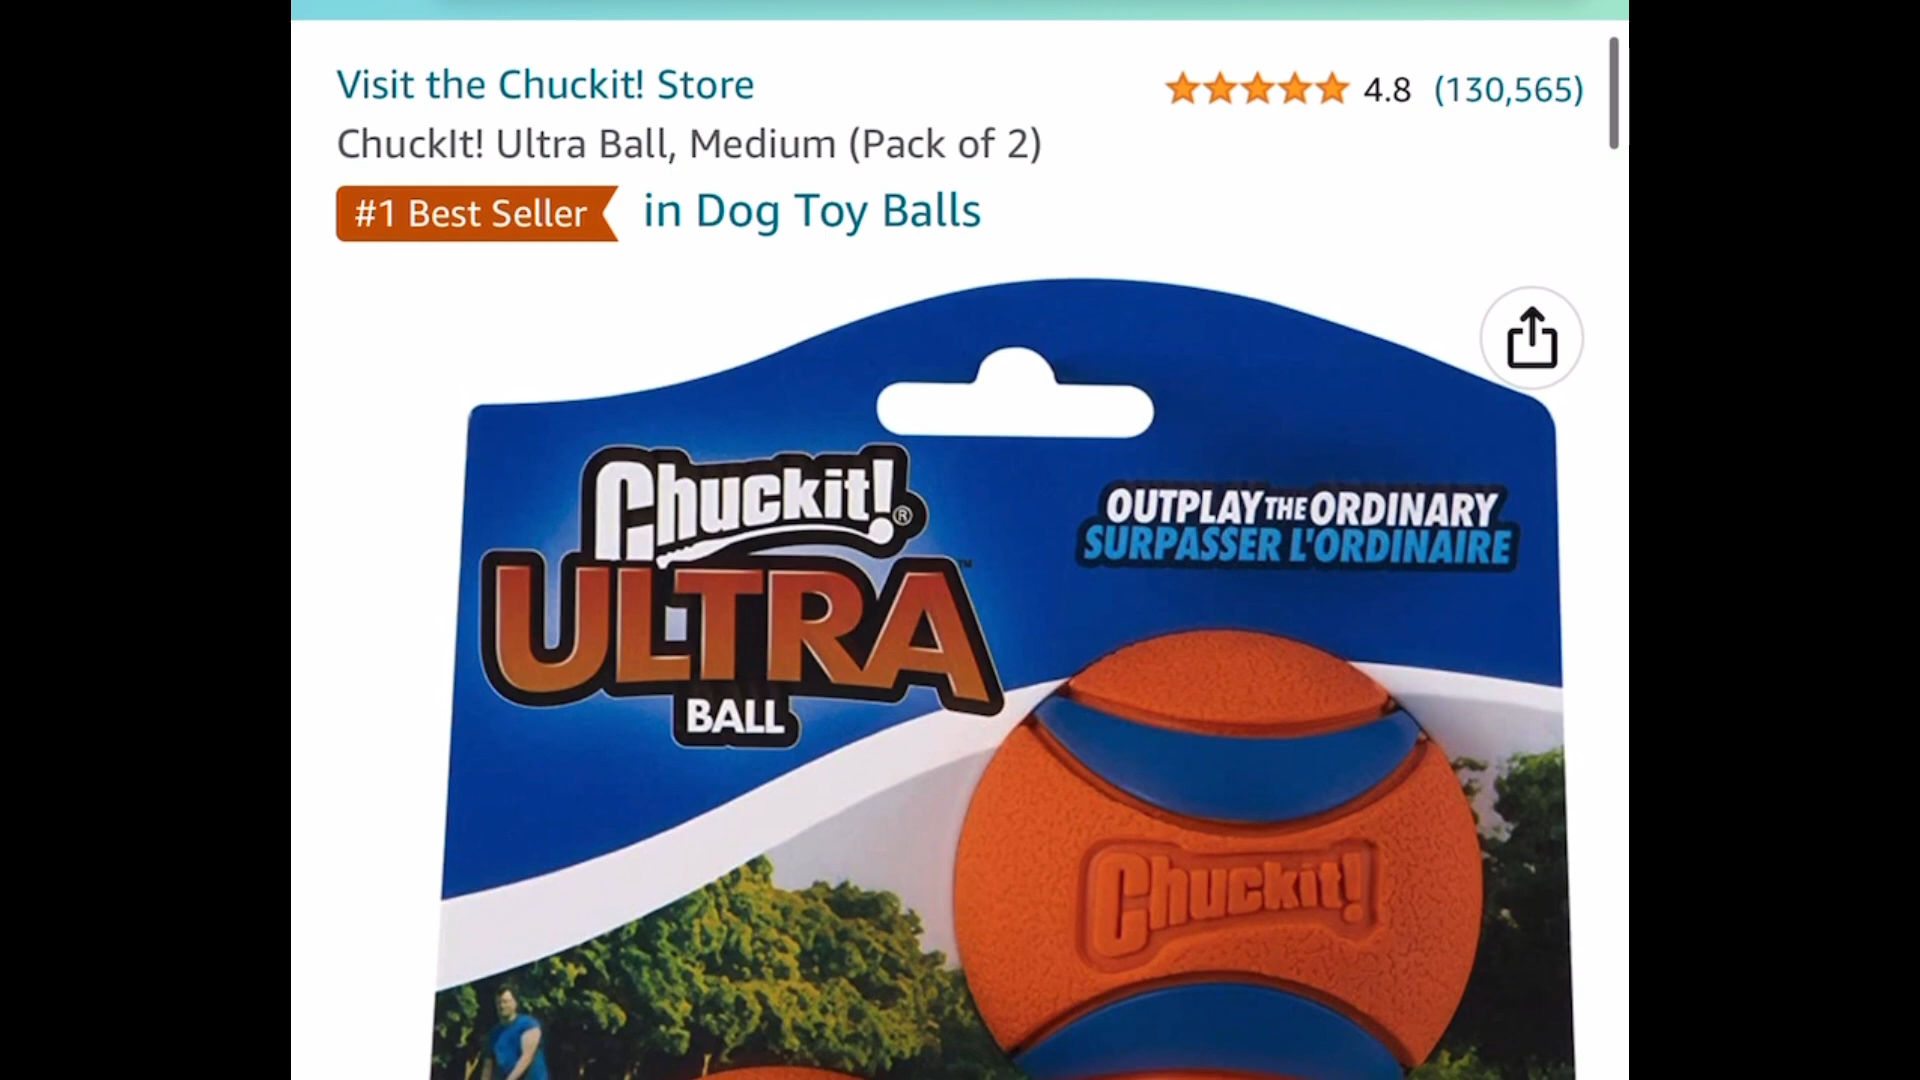 Visit the Chuckit! Store
4.8 (130,565)
ChuckIt! Ultra Ball, Medium (Pack of 2)
#1 Best Seller in Dog Toy Balls
Chuckit!®
ULTRA™
BALL
OUTPLAY THE ORDINARY
SURPASSER L'ORDINAIRE
Chuckit!